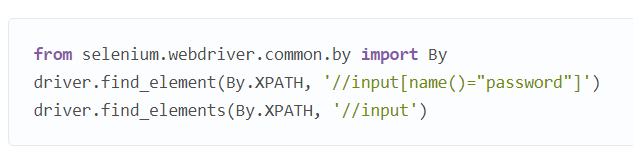 from selenium.webdriver.common.by import By
driver.find_element(By.XPATH, '//input[name()="password"]')
driver.find_elements(By.XPATH, '//input')